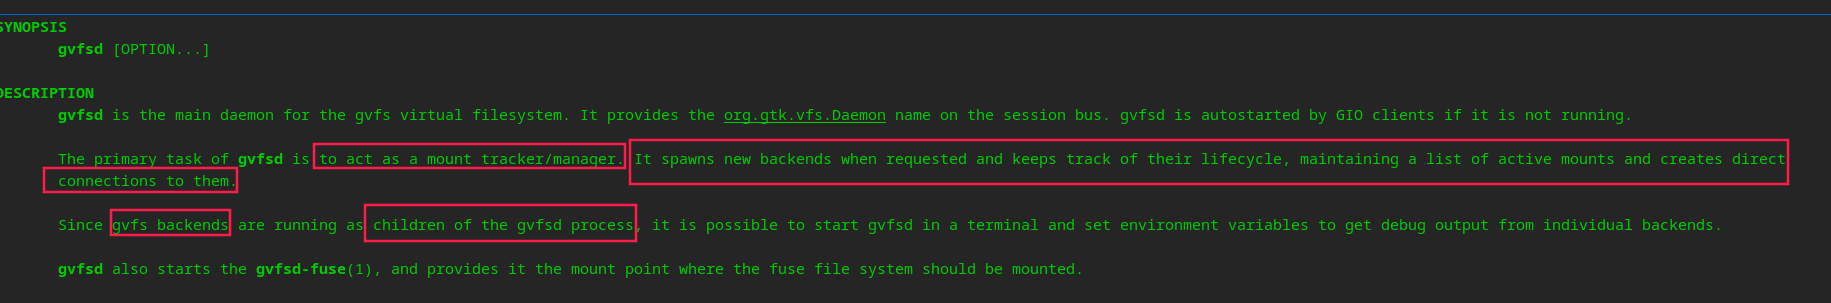 SYNOPSIS
gvfsd [OPTION...]
DESCRIPTION
gvfsd is the main daemon for the gvfs virtual filesystem. It provides the org.gtk.vfs.Daemon name on the session bus. gvfsd is autostarted by GIO clients if it is not running.
The primary task of gvfsd is to act as a mount tracker/manager. It spawns new backends when requested and keeps track of their lifecycle, maintaining a list of active mounts and creates direct
connections to them.
Since gvfs backends are running as children of the gvfsd process, it is possible to start gvfsd in a terminal and set environment variables to get debug output from individual backends.
gvfsd also starts the gvfsd-fuse(1), and provides it the mount point where the fuse file system should be mounted.